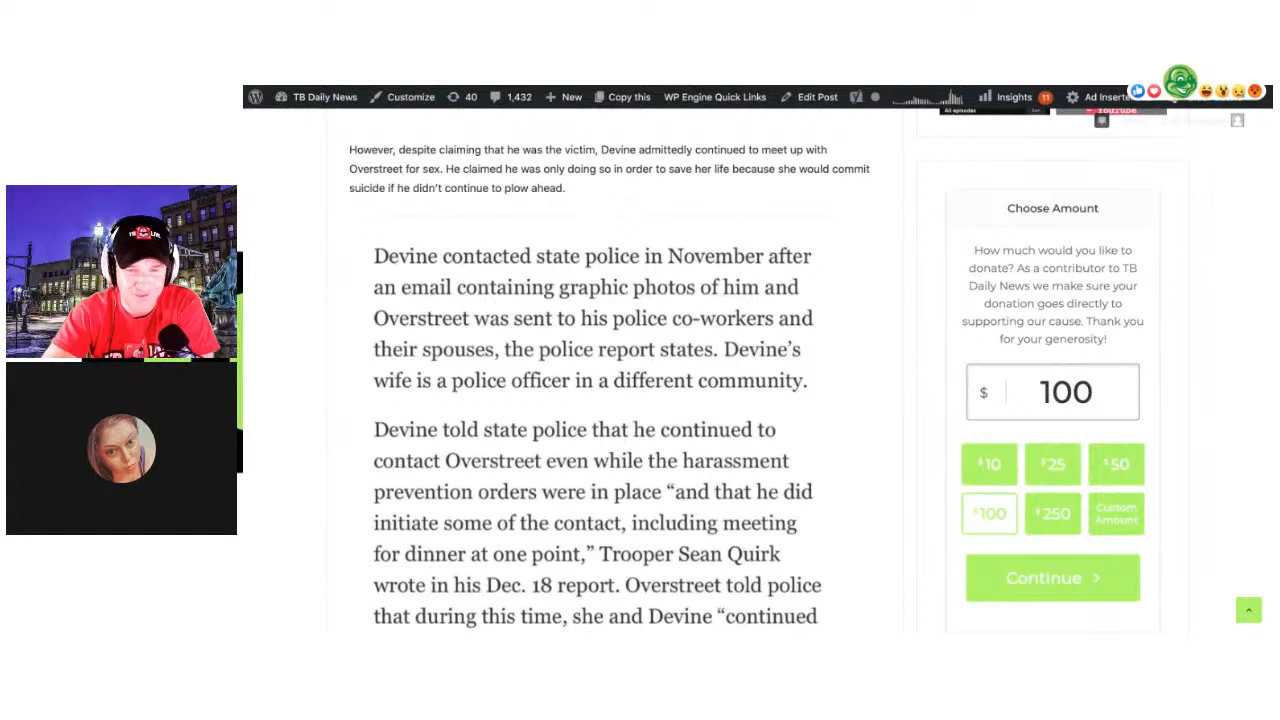 TB Daily News Customize 40 1,432 New Copy this WP Engine Quick Links Edit Post Insights 11 Ad Inserter
All episodes
However, despite claiming that he was the victim, Devine admittedly continued to meet up with
Overstreet for sex. He claimed he was only doing so in order to save her life because she would commit
suicide if he didn't continue to plow ahead.
Devine contacted state police in November after
an email containing graphic photos of him and
Overstreet was sent to his police co-workers and
their spouses, the police report states. Devine’s
wife is a police officer in a different community.
Devine told state police that he continued to
contact Overstreet even while the harassment
prevention orders were in place “and that he did
initiate some of the contact, including meeting
for dinner at one point,” Trooper Sean Quirk
wrote in his Dec. 18 report. Overstreet told police
that during this time, she and Devine “continued
Choose Amount
How much would you like to
donate? As a contributor to TB
Daily News we make sure your
donation goes directly to
supporting our cause. Thank you
for your generosity!
$ 100
$10 $25 $50
$100 $250 Custom
Amount
Continue